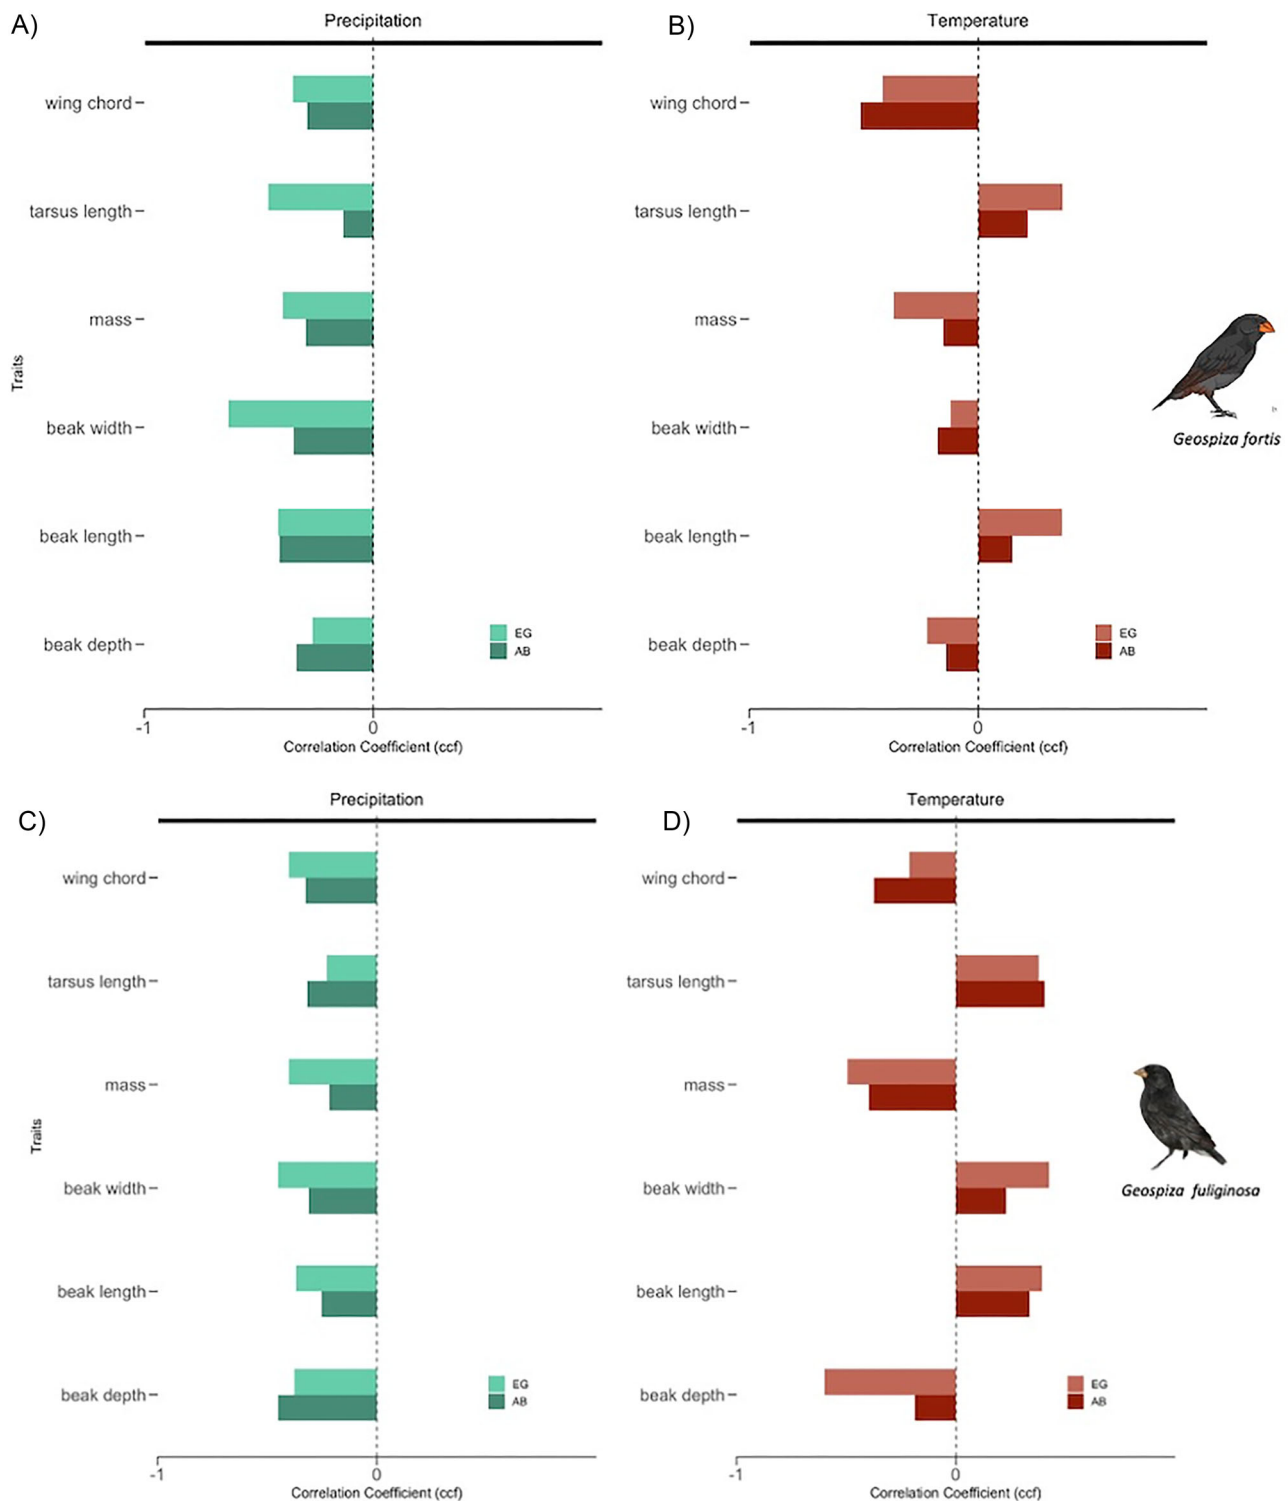 A)
Precipitation
wing chord
tarsus length
mass
beak width
beak length
beak depth
Traits
EG
AB
-1
0
Correlation Coefficient (ccf)
B)
Temperature
wing chord
tarsus length
mass
beak width
beak length
beak depth
EG
AB
-1
0
Correlation Coefficient (ccf)
Geospiza fortis
C)
Precipitation
wing chord
tarsus length
mass
beak width
beak length
beak depth
Traits
EG
AB
-1
0
Correlation Coefficient (ccf)
D)
Temperature
wing chord
tarsus length
mass
beak width
beak length
beak depth
EG
AB
-1
0
Correlation Coefficient (ccf)
Geospiza fuliginosa